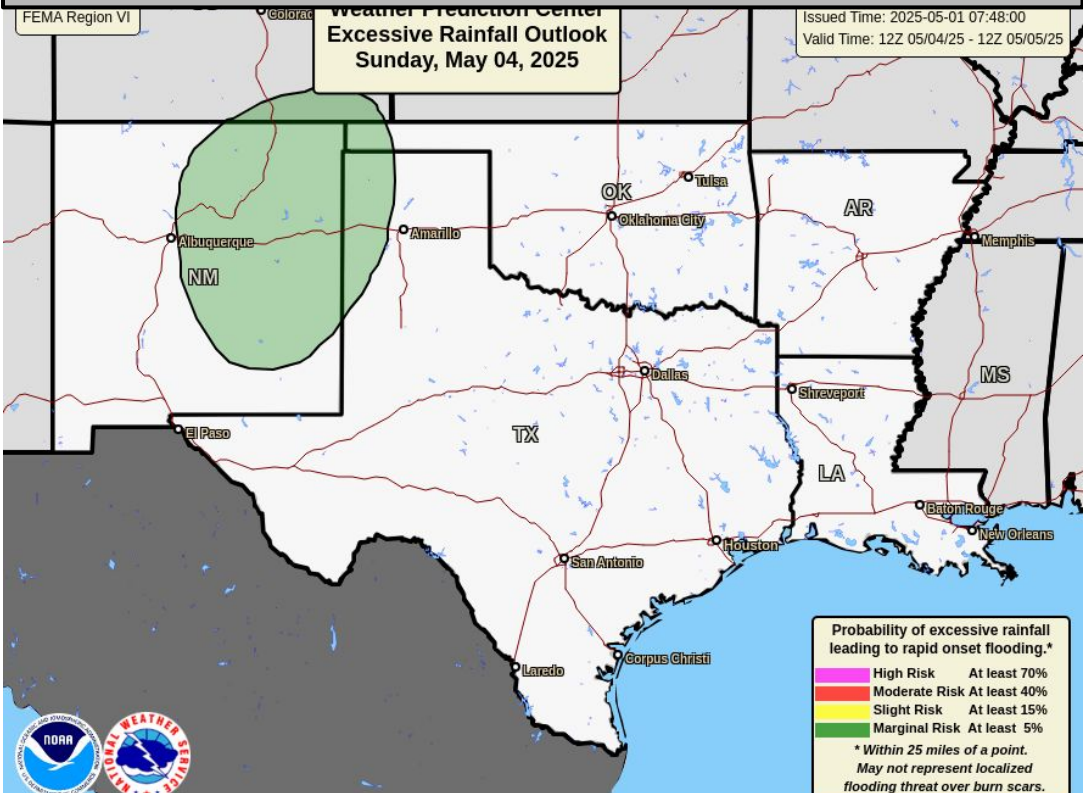 FEMA Region VI
Colorad
Weather Prediction Center
Excessive Rainfall Outlook
Sunday, May 04, 2025
Issued Time: 2025-05-01 07:48:00
Valid Time: 12Z 05/04/25 - 12Z 05/05/25
Tulsa
OK
Oklahoma City
AR
Amarillo
Albuquerque
Memphis
NM
Dallas
MS
Shreveport
El Paso
TX
LA
Baton Rouge
New Orleans
Houston
San Antonio
Corpus Christi
Laredo
Probability of excessive rainfall
leading to rapid onset flooding.*
High Risk At least 70%
Moderate Risk At least 40%
Slight Risk At least 15%
Marginal Risk At least 5%
* Within 25 miles of a point.
May not represent localized
flooding threat over burn scars.
NOAA
NATIONAL WEATHER SERVICE